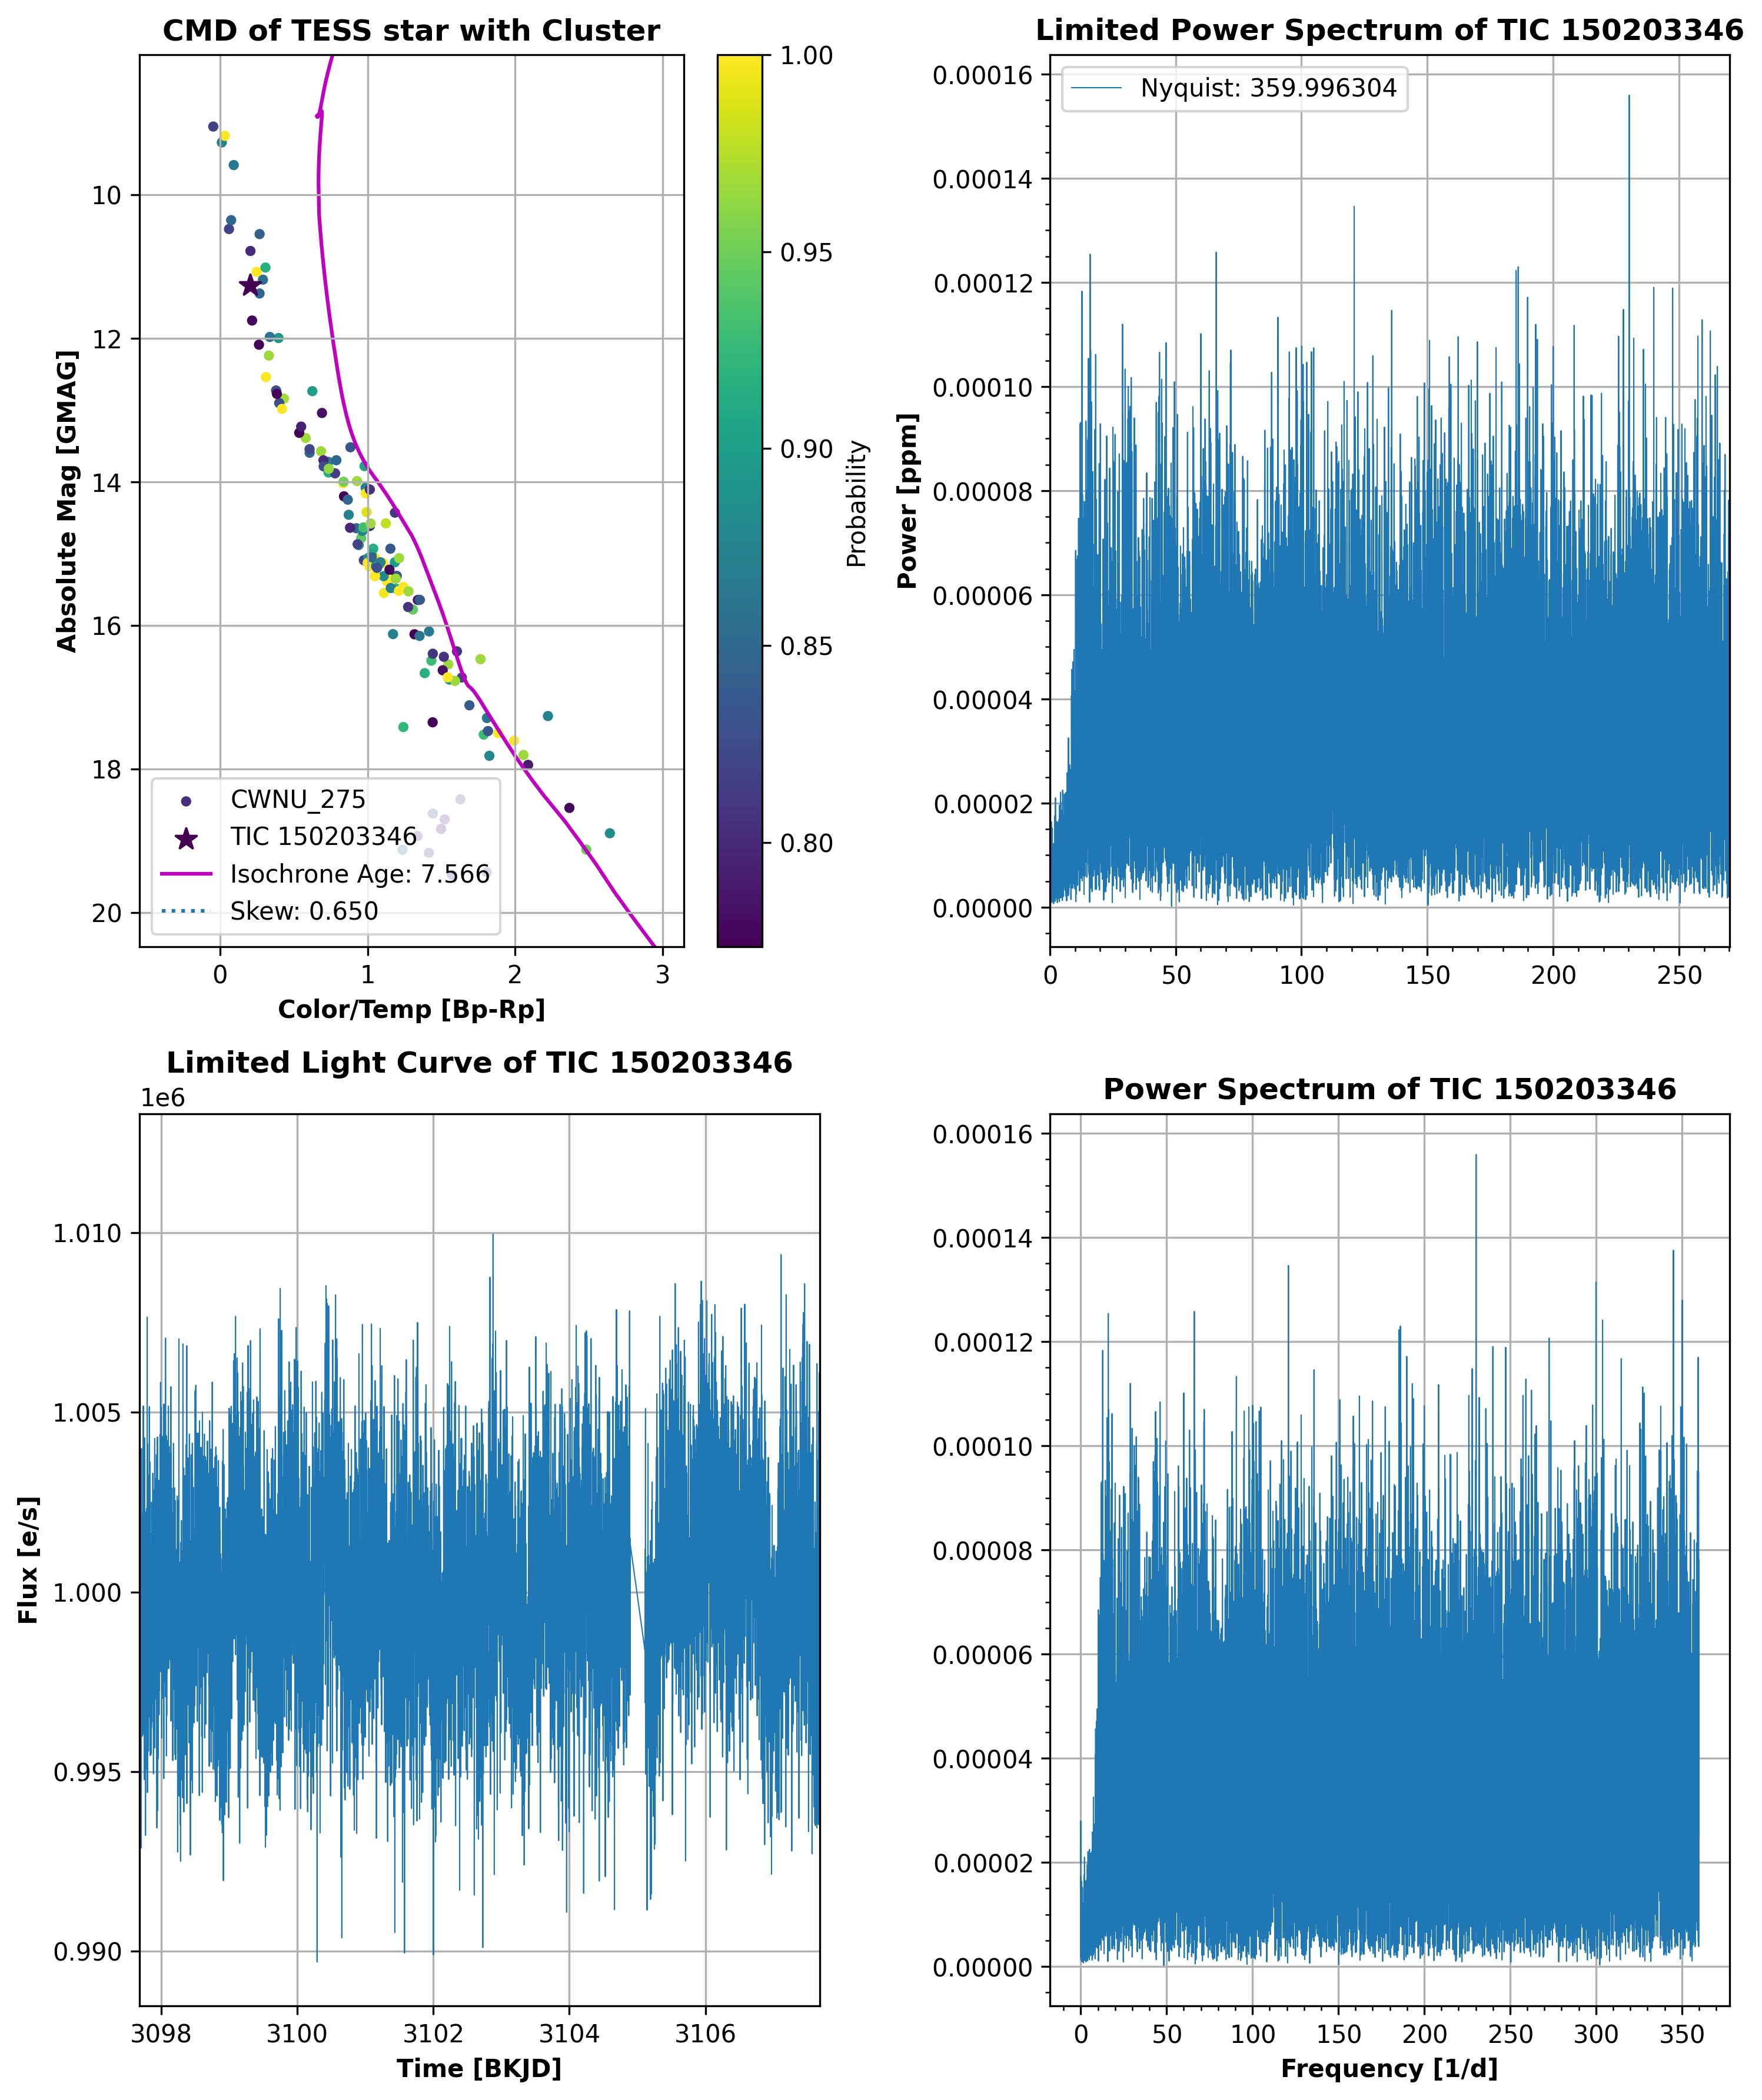 CMD of TESS star with Cluster
Absolute Mag [GMAG]
10
12
14
16
18
20
0 1 2 3
Color/Temp [Bp-Rp]
CWNU_275
TIC 150203346
Isochrone Age: 7.566
Skew: 0.650
1.00
0.95
0.90
0.85
0.80
Probability
Limited Power Spectrum of TIC 150203346
Nyquist: 359.996304
Power [ppm]
0.00016
0.00014
0.00012
0.00010
0.00008
0.00006
0.00004
0.00002
0.00000
0 50 100 150 200 250
Limited Light Curve of TIC 150203346
1e6
Flux [e/s]
1.010
1.005
1.000
0.995
0.990
3098 3100 3102 3104 3106
Time [BKJD]
Power Spectrum of TIC 150203346
0.00016
0.00014
0.00012
0.00010
0.00008
0.00006
0.00004
0.00002
0.00000
0 50 100 150 200 250 300 350
Frequency [1/d]